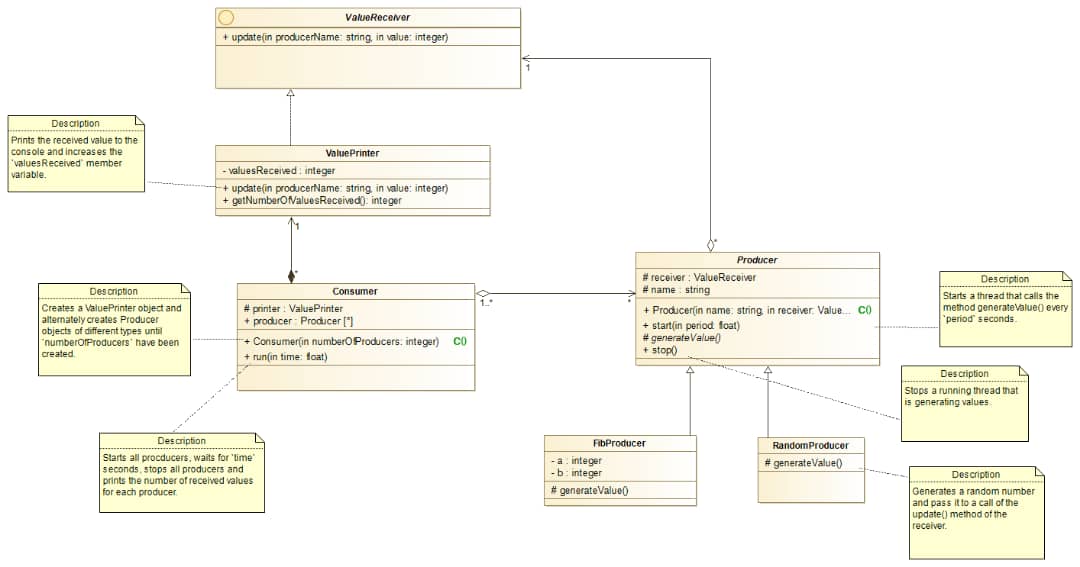 ValueReceiver
+ update(in producerName: string, in value: integer)
1
Description
Prints the received value to the
console and increases the
'valuesReceived' member
variable.
ValuePrinter
- valuesReceived : integer
+ update(in producerName: string, in value: integer)
+ getNumberOfValuesReceived(): integer
1
*
*
Producer
# receiver : ValueReceiver
# name : string
+ Producer(in name: string, in receiver: Value... C()
+ start(in period: float)
# generateValue()
+ stop()
Description
Starts a thread that calls the
method generateValue() every
'period' seconds.
Description
Creates a ValuePrinter object and
alternately creates Producer
objects of different types until
'numberOfProducers' have been
created.
Consumer
# printer : ValuePrinter
+ producer : Producer [*]
+ Consumer(in numberOfProducers: integer) C()
+ run(in time: float)
1..*
*
Description
Stops a running thread that
is generating values.
Description
Starts all procducers, waits for 'time'
seconds, stops all producers and
prints the number of received values
for each producer.
FibProducer
- a : integer
- b : integer
# generateValue()
RandomProducer
# generateValue()
Description
Generates a random number
and pass it to a call of the
update() method of the
receiver.